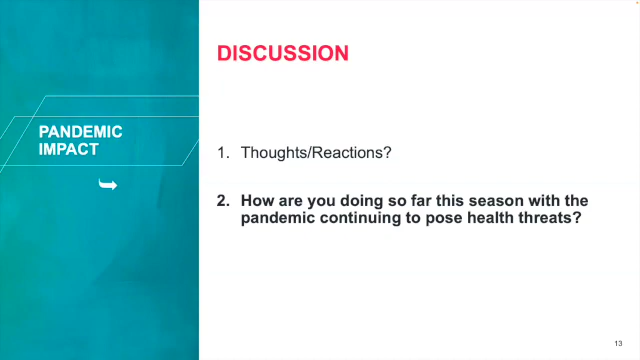 DISCUSSION
PANDEMIC
IMPACT
1. Thoughts/Reactions?
2. How are you doing so far this season with the
pandemic continuing to pose health threats?
13